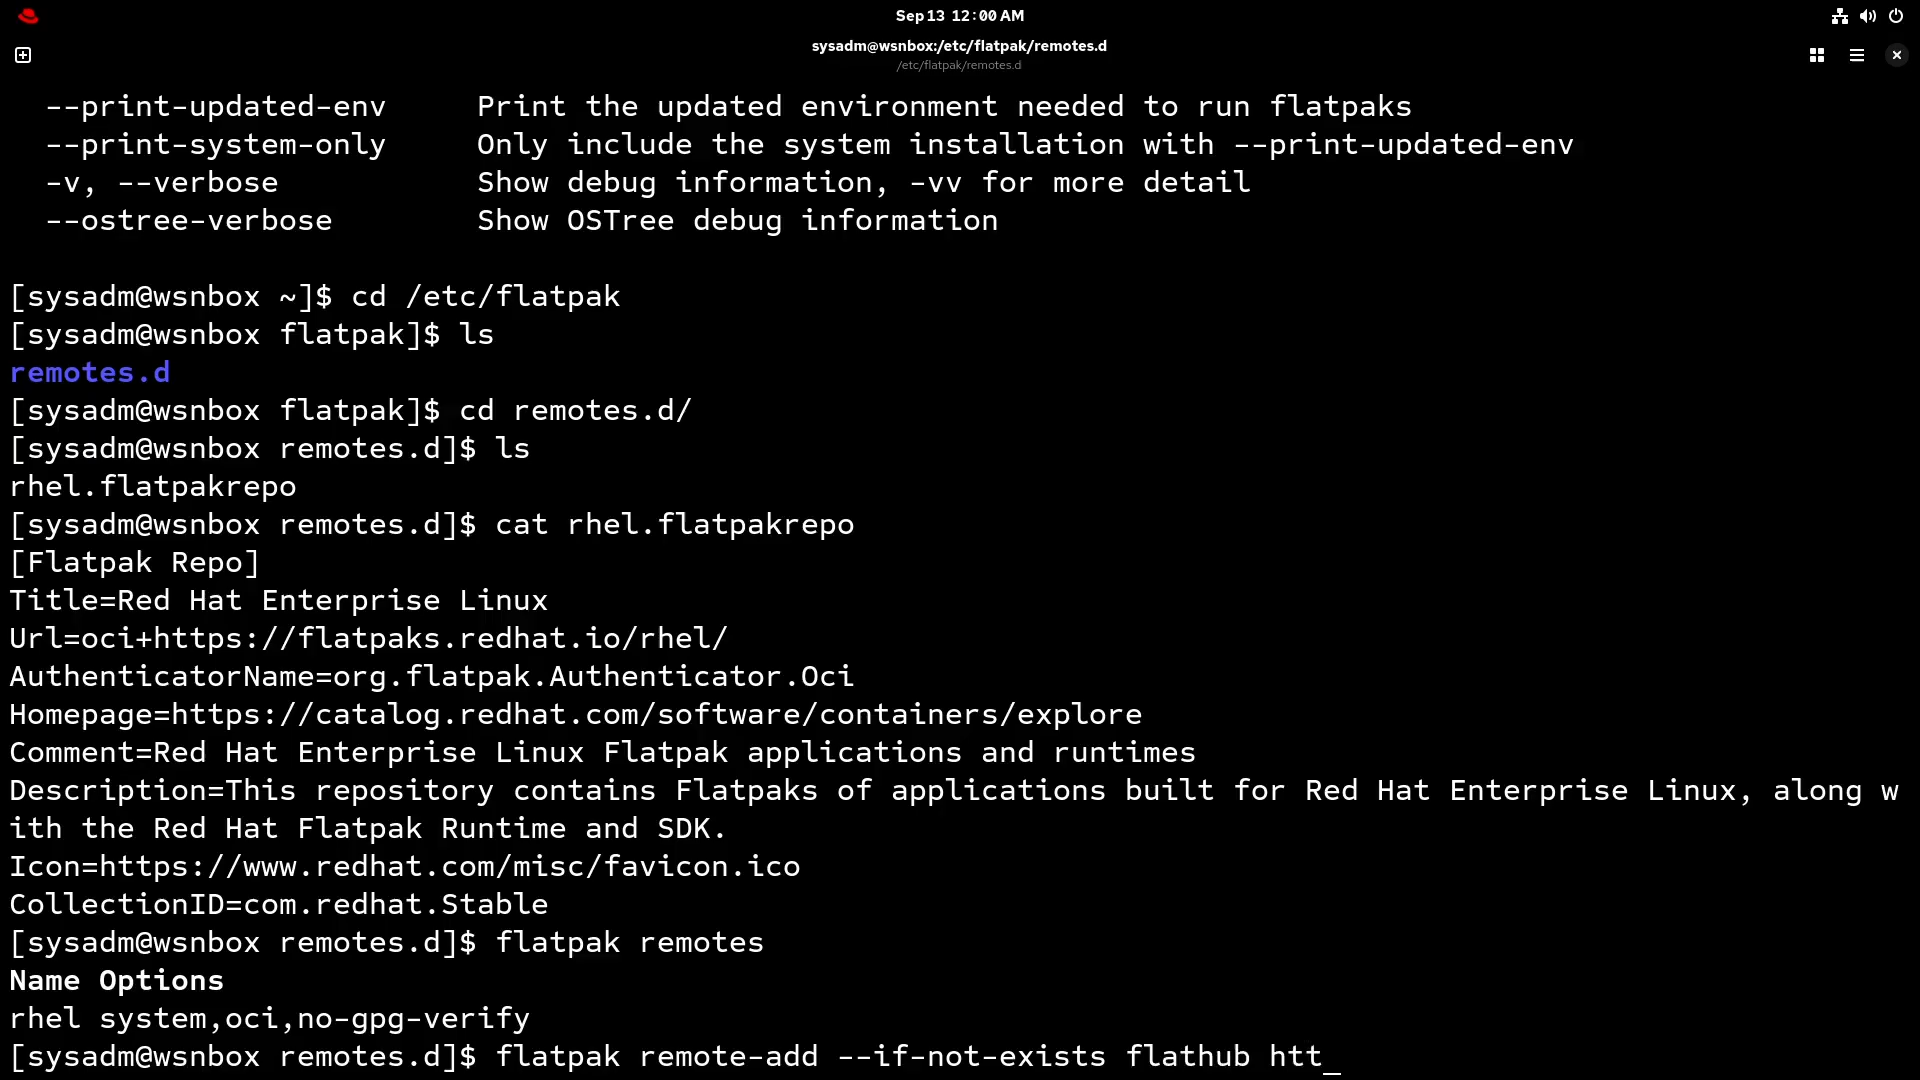 Sep 13 12:00 AM
sysadm@wsnbox:/etc/flatpak/remotes.d
/etc/flatpak/remotes.d
--print-updated-env Print the updated environment needed to run flatpaks
--print-system-only Only include the system installation with --print-updated-env
-v, --verbose Show debug information, -vv for more detail
--ostree-verbose Show OSTree debug information
[sysadm@wsnbox ~]$ cd /etc/flatpak
[sysadm@wsnbox flatpak]$ ls
remotes.d
[sysadm@wsnbox flatpak]$ cd remotes.d/
[sysadm@wsnbox remotes.d]$ ls
rhel.flatpakrepo
[sysadm@wsnbox remotes.d]$ cat rhel.flatpakrepo
[Flatpak Repo]
Title=Red Hat Enterprise Linux
Url=oci+https://flatpaks.redhat.io/rhel/
AuthenticatorName=org.flatpak.Authenticator.Oci
Homepage=https://catalog.redhat.com/software/containers/explore
Comment=Red Hat Enterprise Linux Flatpak applications and runtimes
Description=This repository contains Flatpaks of applications built for Red Hat Enterprise Linux, along w
ith the Red Hat Flatpak Runtime and SDK.
Icon=https://www.redhat.com/misc/favicon.ico
CollectionID=com.redhat.Stable
[sysadm@wsnbox remotes.d]$ flatpak remotes
Name Options
rhel system,oci,no-gpg-verify
[sysadm@wsnbox remotes.d]$ flatpak remote-add --if-not-exists flathub htt_